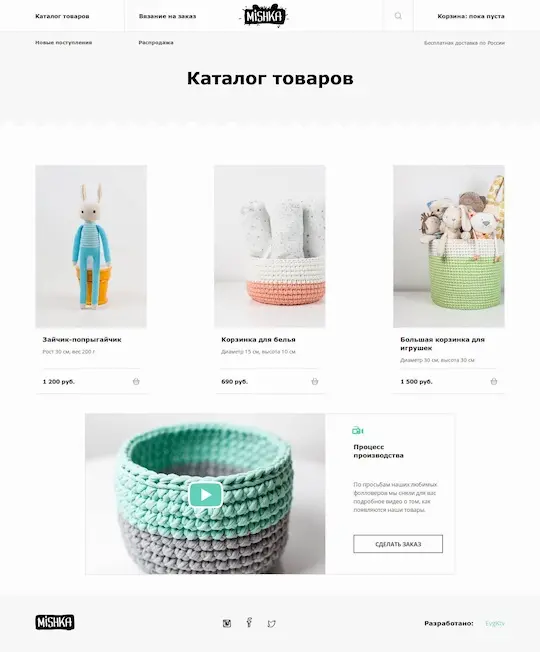 Каталог товаров
Вязание на заказ
MiSHKA
Корзина: пока пуста
Новые поступления
Распродажа
Бесплатная доставка по России
Каталог товаров
Зайчик-попрыгайчик
Рост 30 см, вес 200 г
1 200 руб.
Корзинка для белья
Диаметр 15 см, высота 10 см
690 руб.
Большая корзинка для
игрушек
Диаметр 30 см, высота 30 см
1 500 руб.
Процесс
производства
По просьбам наших любимых
фолловеров мы сняли для вас
подробное видео о том, как
появляются наши товары.
СДЕЛАТЬ ЗАКАЗ
MiSHKA
Разработано: